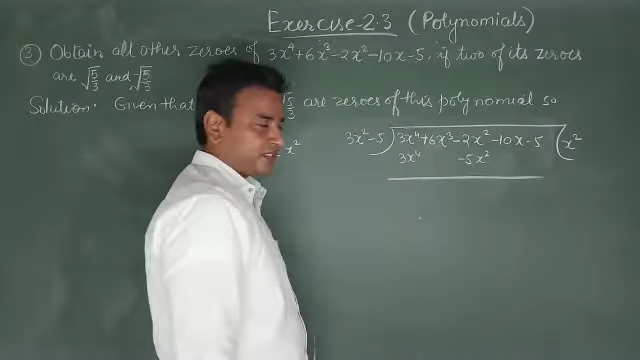 Exercise-2.3 (Polynomials)
③ Obtain all other zeroes of 3x⁴+6x³-2x²-10x-5, if two of its zeroes
are √5/3 and -√5/3
Solution. Given that √5/3 are zeroes of this polynomial so
x²
3x²-5) 3x⁴+6x³-2x²-10x-5 (x²
3x⁴ -5x²